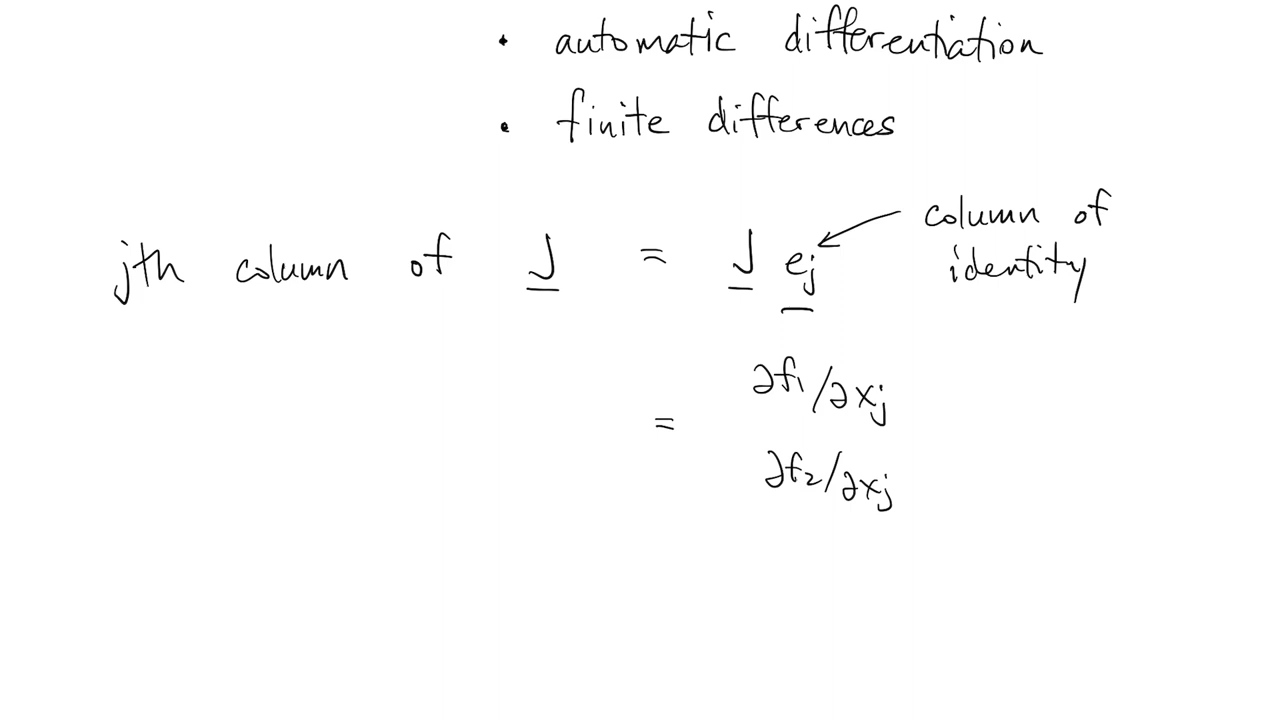 • automatic differentiation
• finite differences
jth column of J = J ej column of identity
= ∂f1/∂xj
∂f2/∂xj